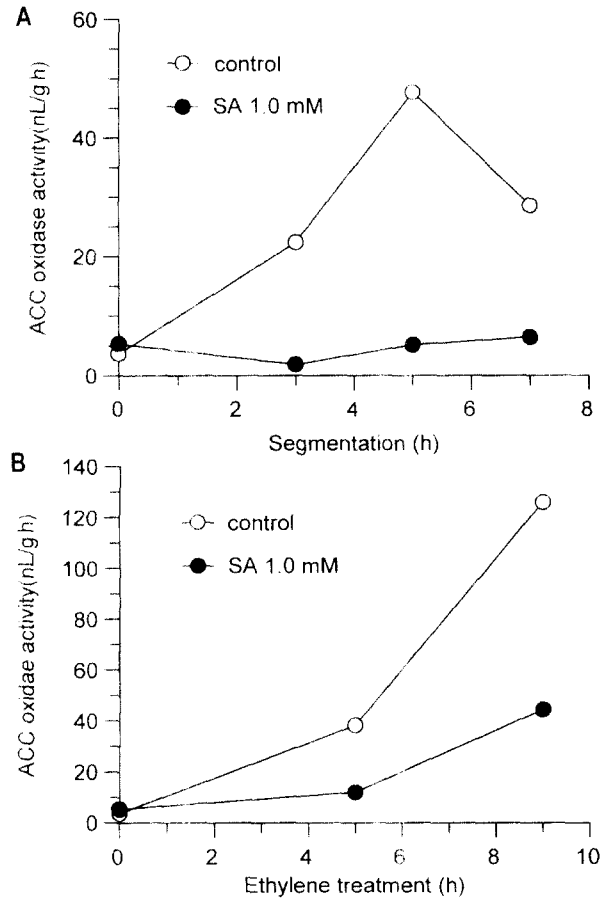 A
60
40
20
0
ACC oxidase activity(nL/gh)
control
SA 1.0 mM
0 2 4 6 8
Segmentation (h)
B
140
120
100
80
60
40
20
0
ACC oxidae activity(nL/gh)
control
SA 1.0 mM
0 2 4 6 8 10
Ethylene treatment (h)